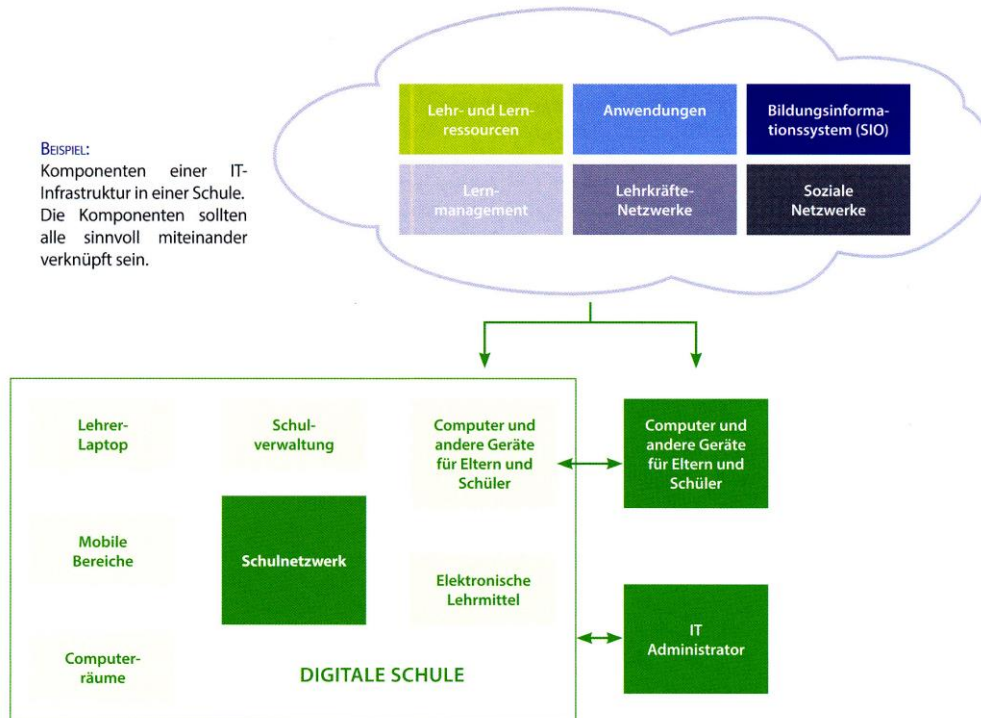 Lehr- und Lern-
ressourcen
Anwendungen
Bildungsinforma-
tionssystem (SIO)
BEISPIEL:
Komponenten einer IT-
Infrastruktur in einer Schule.
Die Komponenten sollten
alle sinnvoll miteinander
verknüpft sein.
Lern-
management
Lehrkräfte-
Netzwerke
Soziale
Netzwerke
Lehrer-
Laptop
Schul-
verwaltung
Computer und
andere Geräte
für Eltern und
Schüler
Computer und
andere Geräte
für Eltern und
Schüler
Mobile
Bereiche
Schulnetzwerk
Elektronische
Lehrmittel
IT
Administrator
Computer-
räume
DIGITALE SCHULE